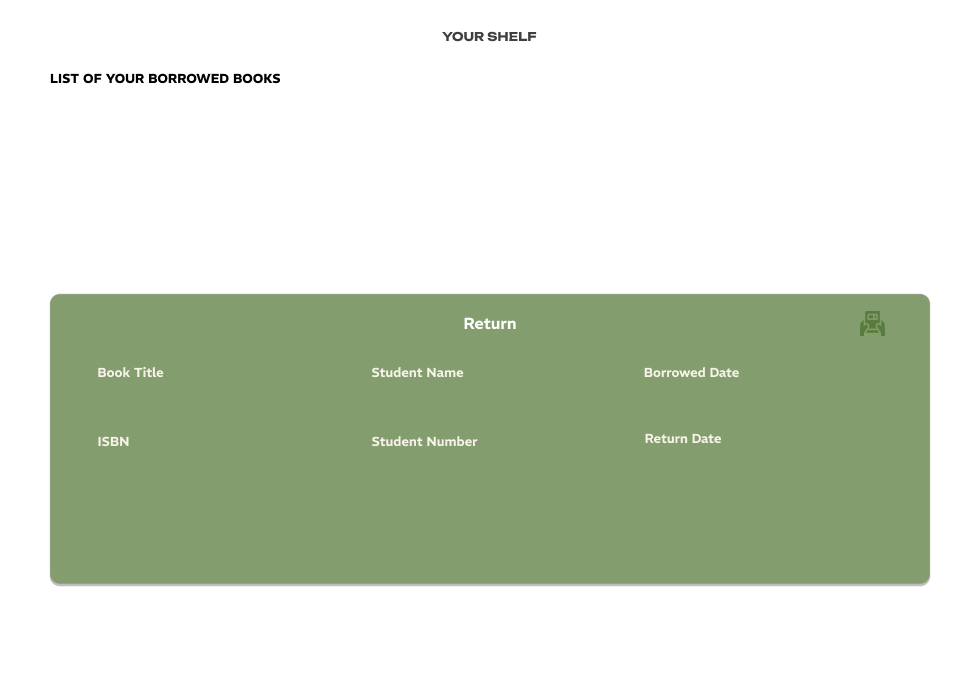 YOUR SHELF
LIST OF YOUR BORROWED BOOKS
Return
Book Title
Student Name
Borrowed Date
ISBN
Student Number
Return Date